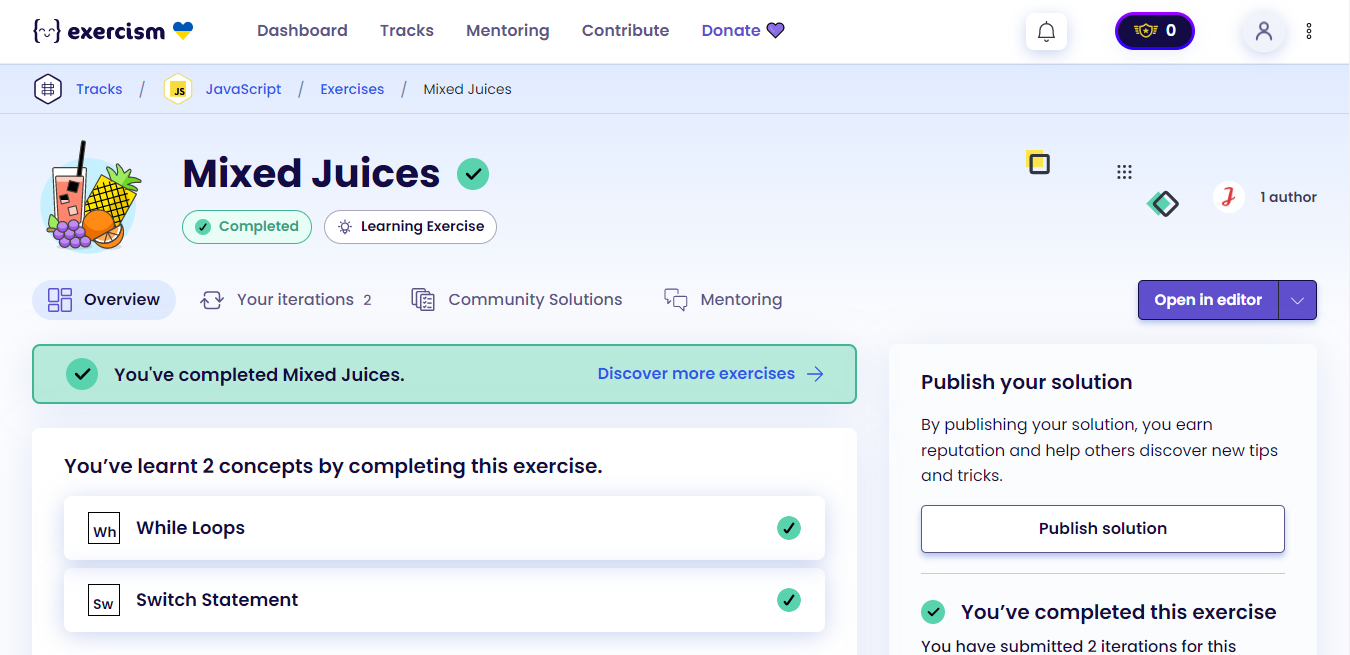 exercism
Dashboard
Tracks
Mentoring
Contribute
Donate
0
Tracks / JS JavaScript / Exercises / Mixed Juices
Mixed Juices
Completed
Learning Exercise
1 author
Overview
Your iterations 2
Community Solutions
Mentoring
Open in editor
You've completed Mixed Juices.
Discover more exercises
You’ve learnt 2 concepts by completing this exercise.
Wh While Loops
Sw Switch Statement
Publish your solution
By publishing your solution, you earn
reputation and help others discover new tips
and tricks.
Publish solution
You’ve completed this exercise
You have submitted 2 iterations for this